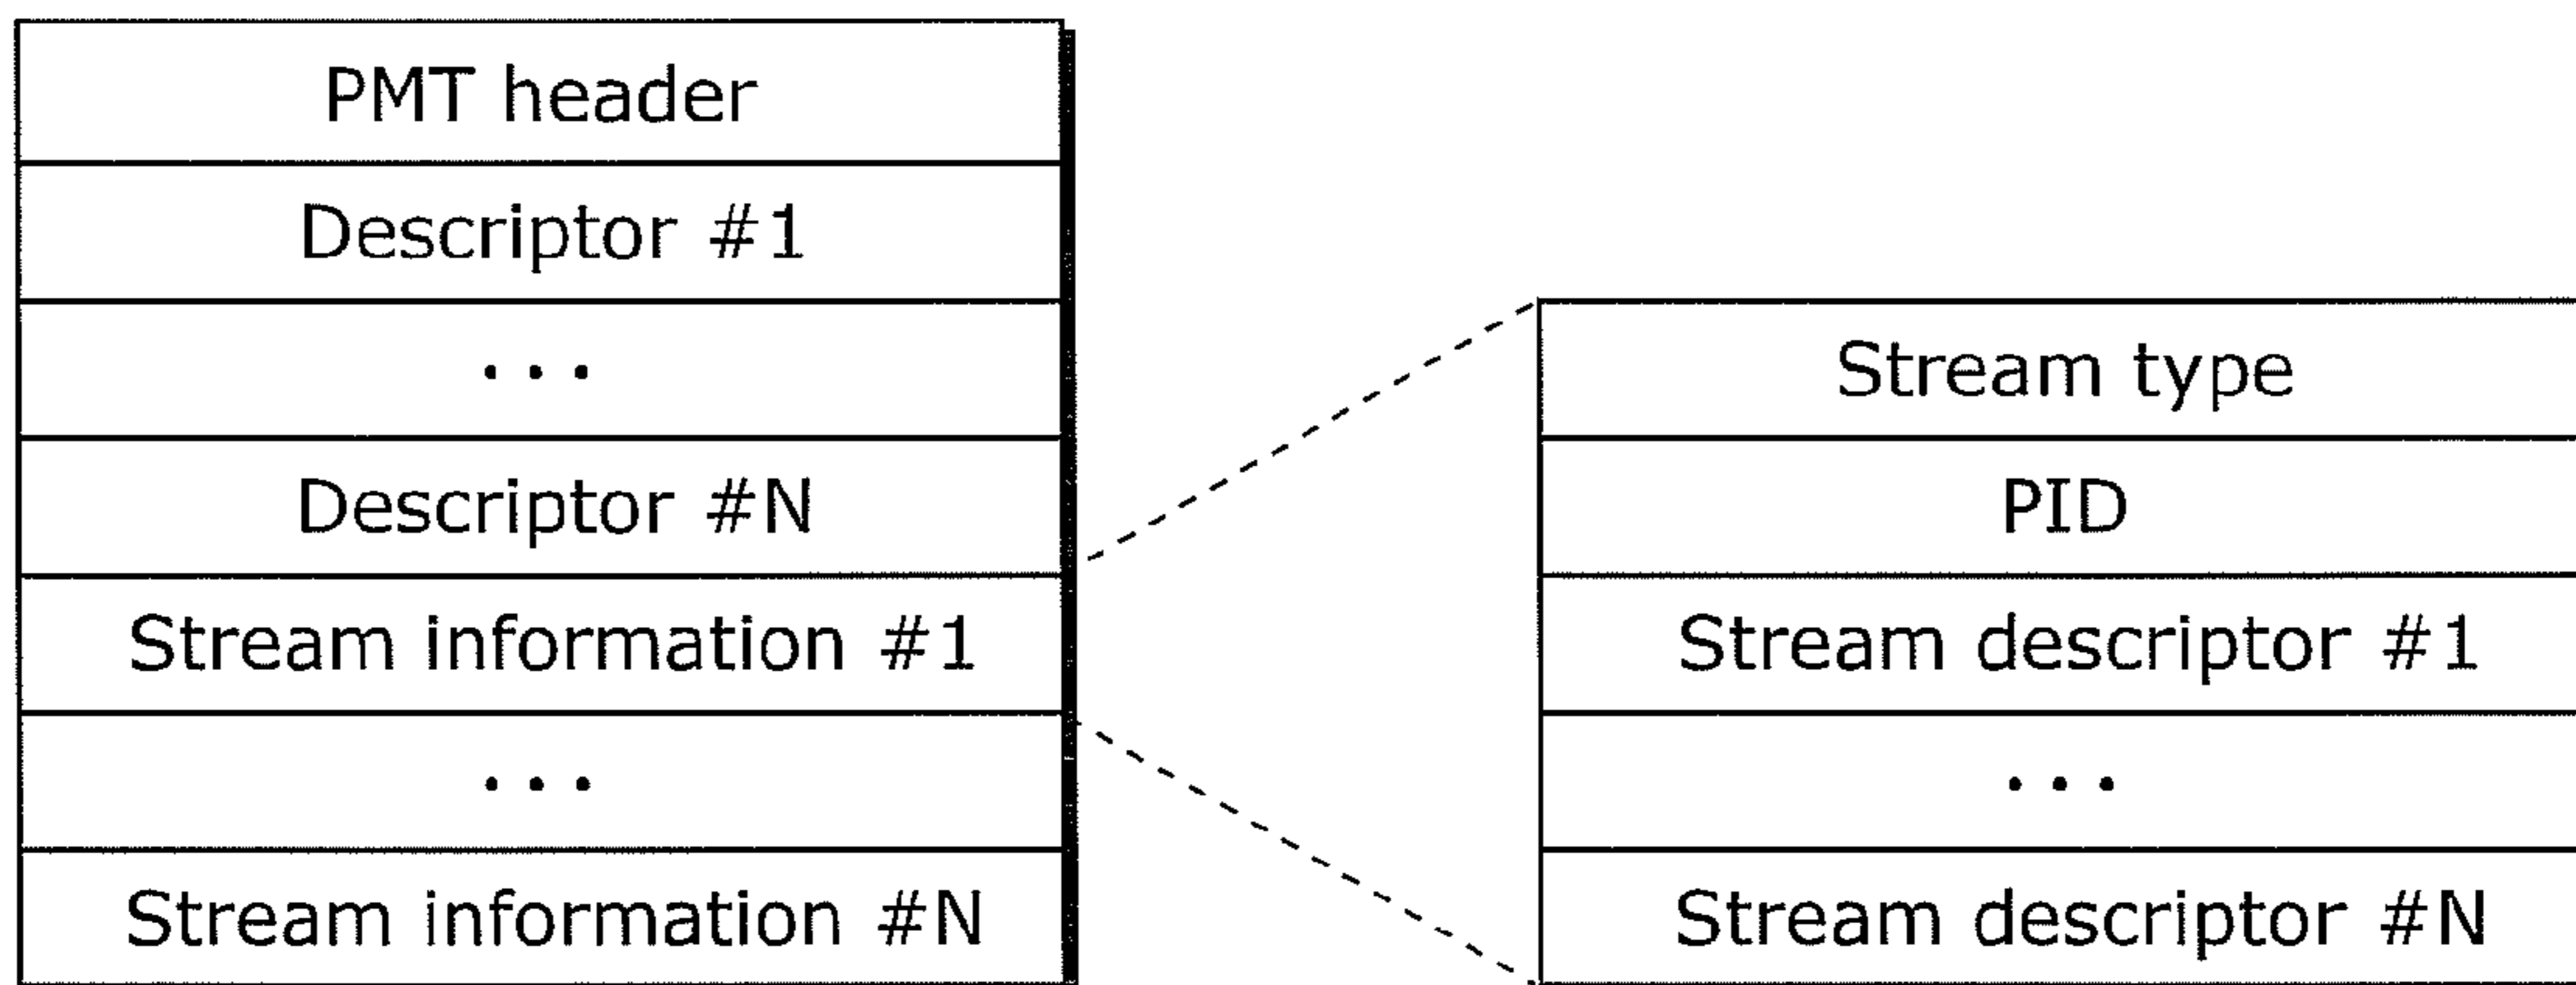 PMT header
Descriptor #1
...
Descriptor #N
Stream information #1
...
Stream information #N
Stream type
PID
Stream descriptor #1
...
Stream descriptor #N